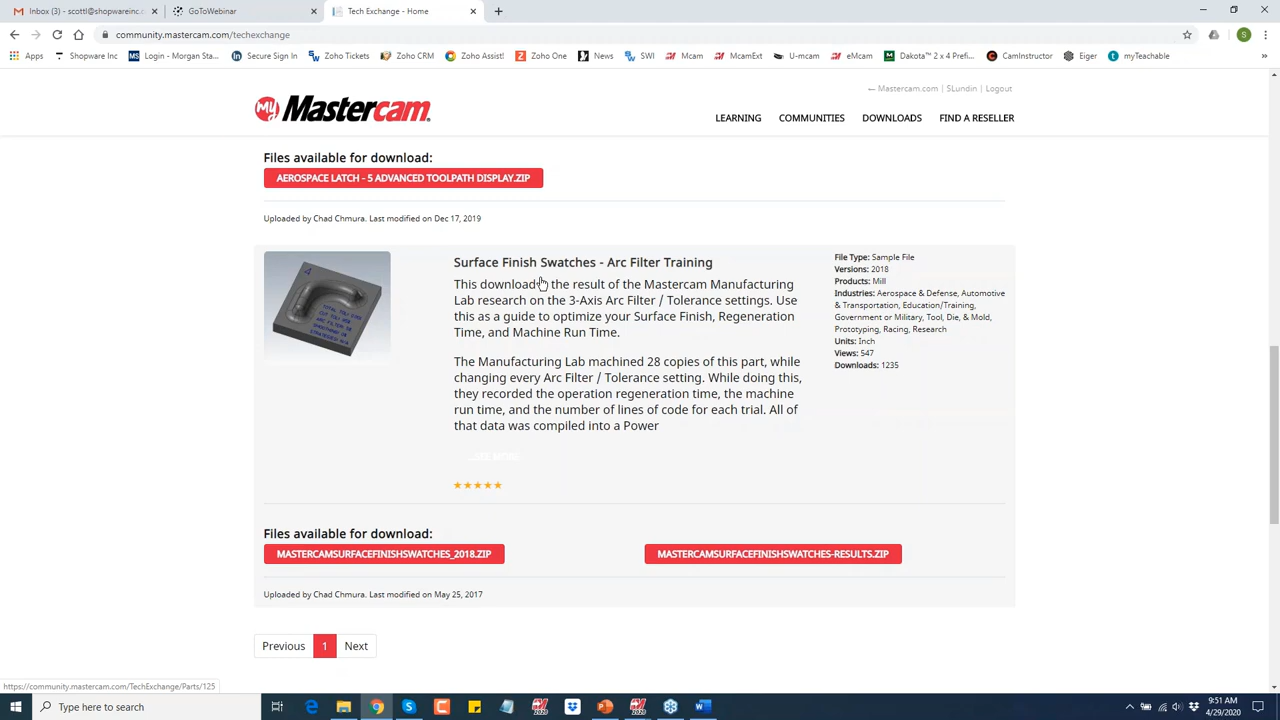 Inbox (3) - scottl@shopwareinc.c
GoToWebinar
Tech Exchange - Home
community.mastercam.com/techexchange
S
Apps
Shopware Inc
Login - Morgan Sta...
Secure Sign In
Zoho Tickets
Zoho CRM
Zoho Assist!
Zoho One
News
SWI
Mcam
McamExt
U-mcam
eMcam
Dakota™ 2 x 4 Prefi...
CamInstructor
Eiger
myTeachable
»
Mastercam.com | SLundin | Logout
My Mastercam
LEARNING
COMMUNITIES
DOWNLOADS
FIND A RESELLER
Files available for download:
AEROSPACE LATCH - 5 ADVANCED TOOLPATH DISPLAY.ZIP
Uploaded by Chad Chmura. Last modified on Dec 17, 2019
Surface Finish Swatches - Arc Filter Training
This download is the result of the Mastercam Manufacturing
Lab research on the 3-Axis Arc Filter / Tolerance settings. Use
this as a guide to optimize your Surface Finish, Regeneration
Time, and Machine Run Time.
The Manufacturing Lab machined 28 copies of this part, while
changing every Arc Filter / Tolerance setting. While doing this,
they recorded the operation regeneration time, the machine
run time, and the number of lines of code for each trial. All of
that data was compiled into a Power
...SEE MORE
★★★★★
File Type: Sample File
Versions: 2018
Products: Mill
Industries: Aerospace & Defense, Automotive
& Transportation, Education/Training,
Government or Military, Tool, Die, & Mold,
Prototyping, Racing, Research
Units: Inch
Views: 547
Downloads: 1235
Files available for download:
MASTERCAMSURFACEFINISHSWATCHES_2018.ZIP
MASTERCAMSURFACEFINISHSWATCHES-RESULTS.ZIP
Uploaded by Chad Chmura. Last modified on May 25, 2017
Previous
1
Next
https://community.mastercam.com/TechExchange/Parts/125
Type here to search
9:51 AM
4/29/2020